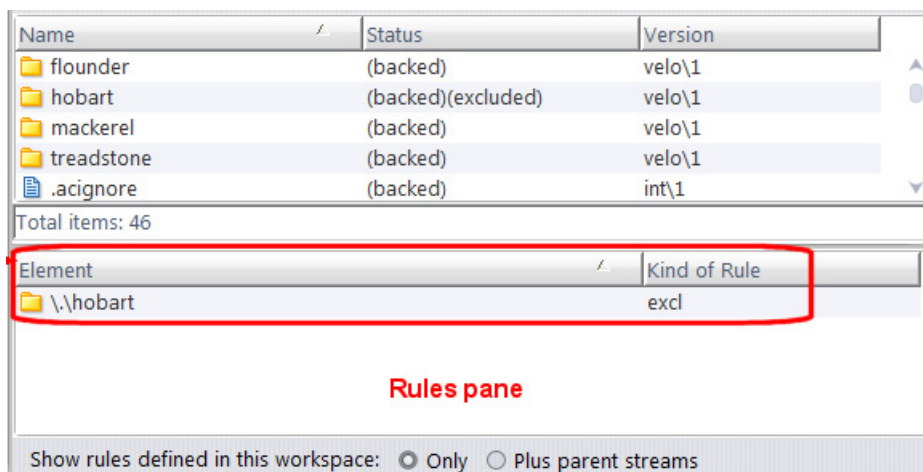 Name Status Version
flounder (backed) velo\1
hobart (backed)(excluded) velo\1
mackerel (backed) velo\1
treadstone (backed) velo\1
.acignore (backed) int\1
Total items: 46
Element Kind of Rule
\.\hobart excl
Rules pane
Show rules defined in this workspace: Only Plus parent streams